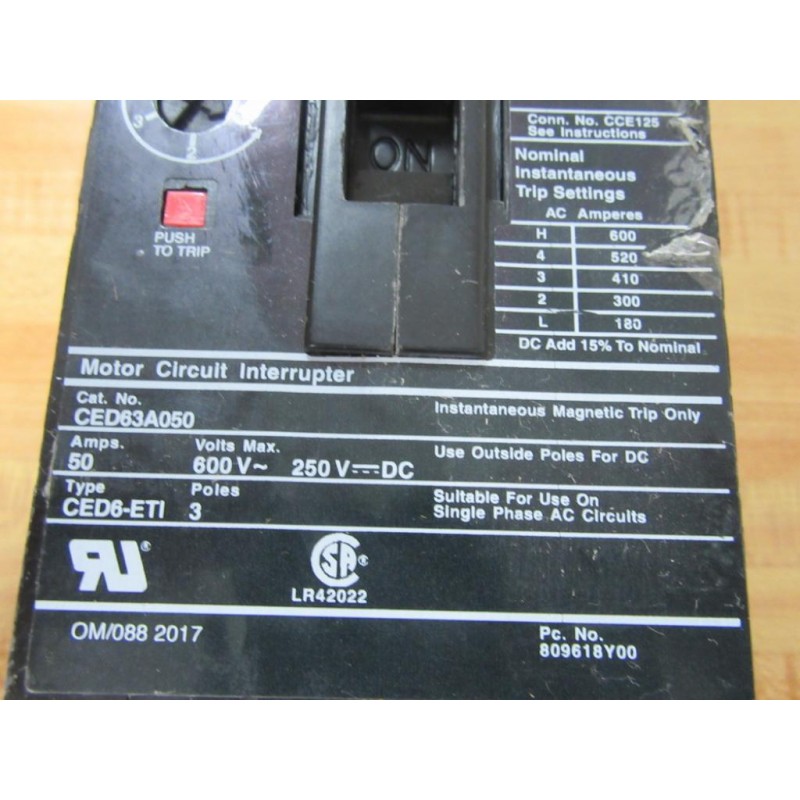 3
2
ON
PUSH
TO TRIP
Conn. No. CCE125
See Instructions
Nominal
Instantaneous
Trip Settings
AC Amperes
H 600
4 520
3 410
2 300
L 180
DC Add 15% To Nominal
Motor Circuit Interrupter
Cat. No.
CED63A050
Instantaneous Magnetic Trip Only
Amps. Volts Max.
50 600 V~ 250 V⎓DC
Use Outside Poles For DC
Type Poles
CED6-ETI 3
Suitable For Use On
Single Phase AC Circuits
RU®
CSA®
LR42022
OM/088 2017
Pc. No.
809618Y00